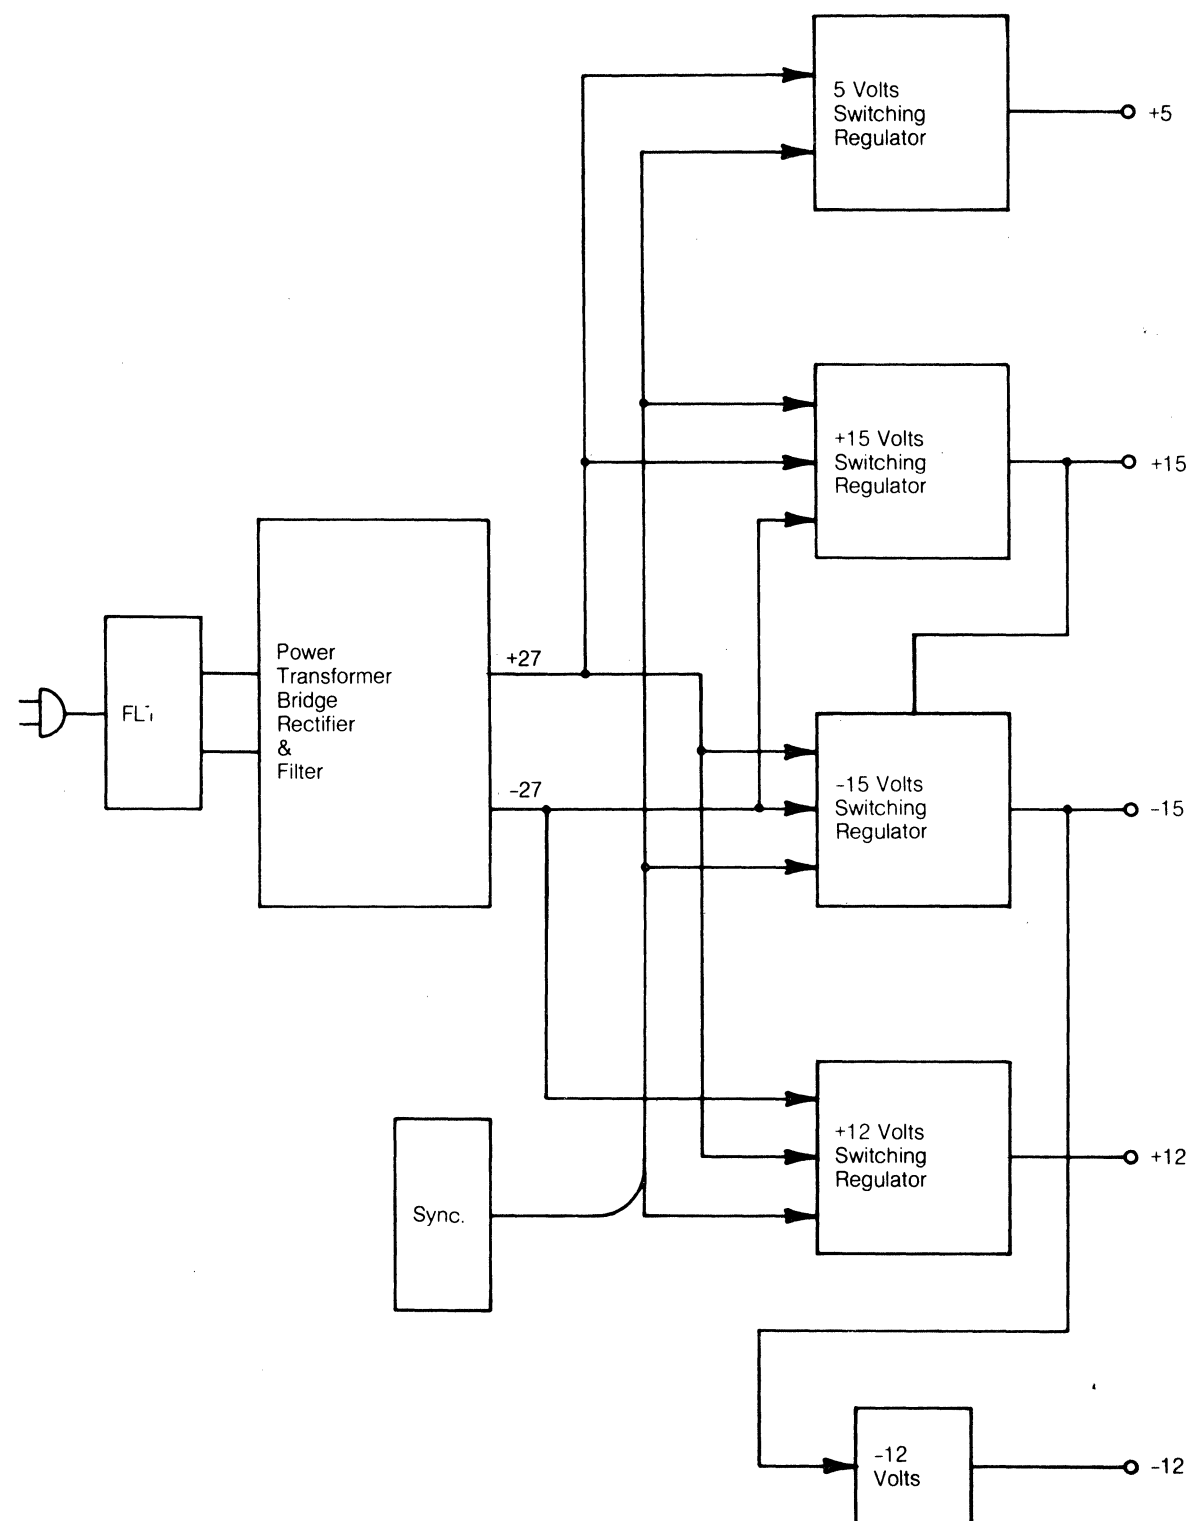 5 Volts
Switching
Regulator
+5
+15 Volts
Switching
Regulator
+15
Power
Transformer
Bridge
Rectifier
&
Filter
+27
-27
-15 Volts
Switching
Regulator
-15
+12 Volts
Switching
Regulator
+12
Sync.
-12
Volts
-12